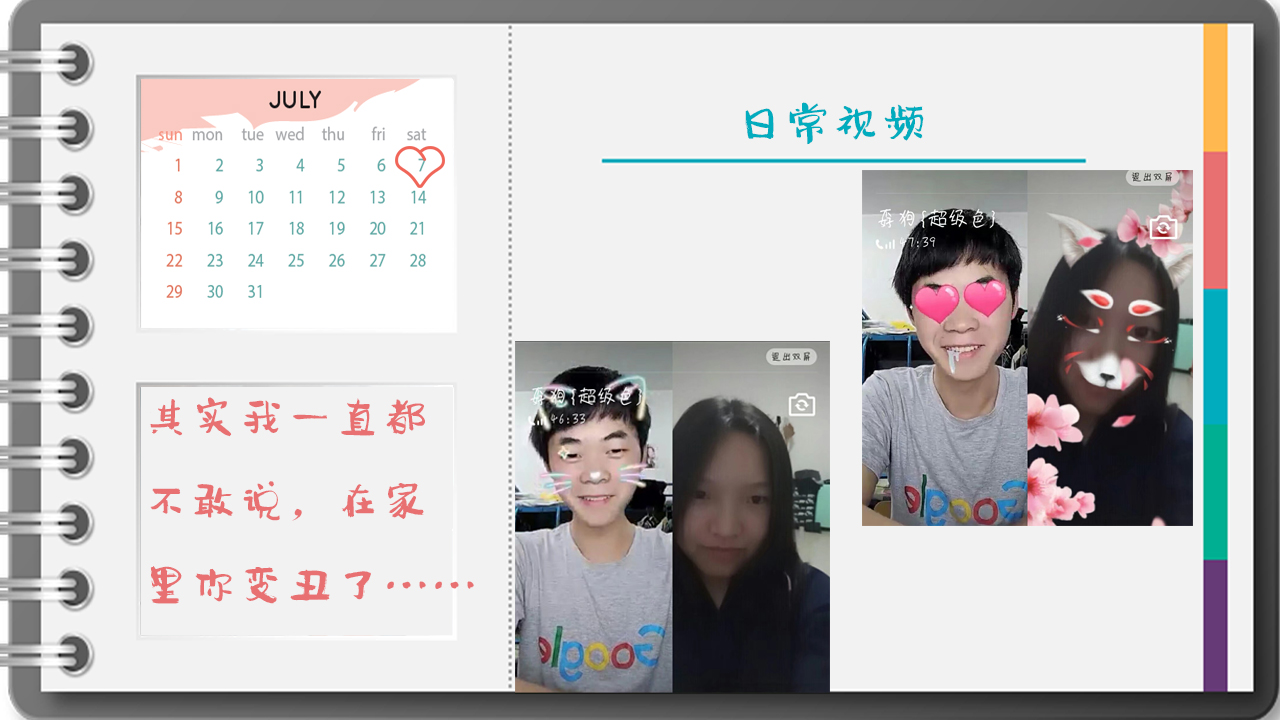 JULY
sun mon tue wed thu fri sat
1 2 3 4 5 6 7
8 9 10 11 12 13 14
15 16 17 18 19 20 21
22 23 24 25 26 27 28
29 30 31
其实我一直都
不敢说，在家
里你变丑了……
日常视频
退出双屏
弄狗{超级色}
47:39
Google
退出双屏
弄狗{超级色}
46:33
Google